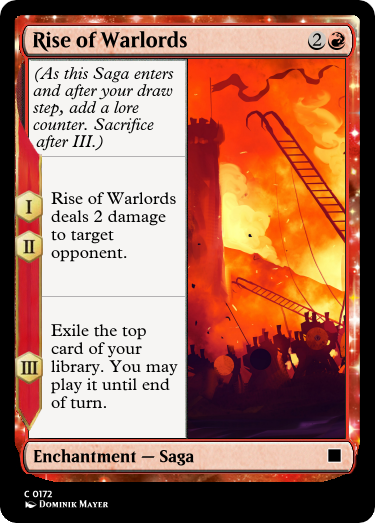 Rise of Warlords 2
(As this Saga enters
and after your draw
step, add a lore
counter. Sacrifice
after III.)
I
II
Rise of Warlords
deals 2 damage
to target
opponent.
III
Exile the top
card of your
library. You may
play it until end
of turn.
Enchantment — Saga
C 0172
Dominik Mayer